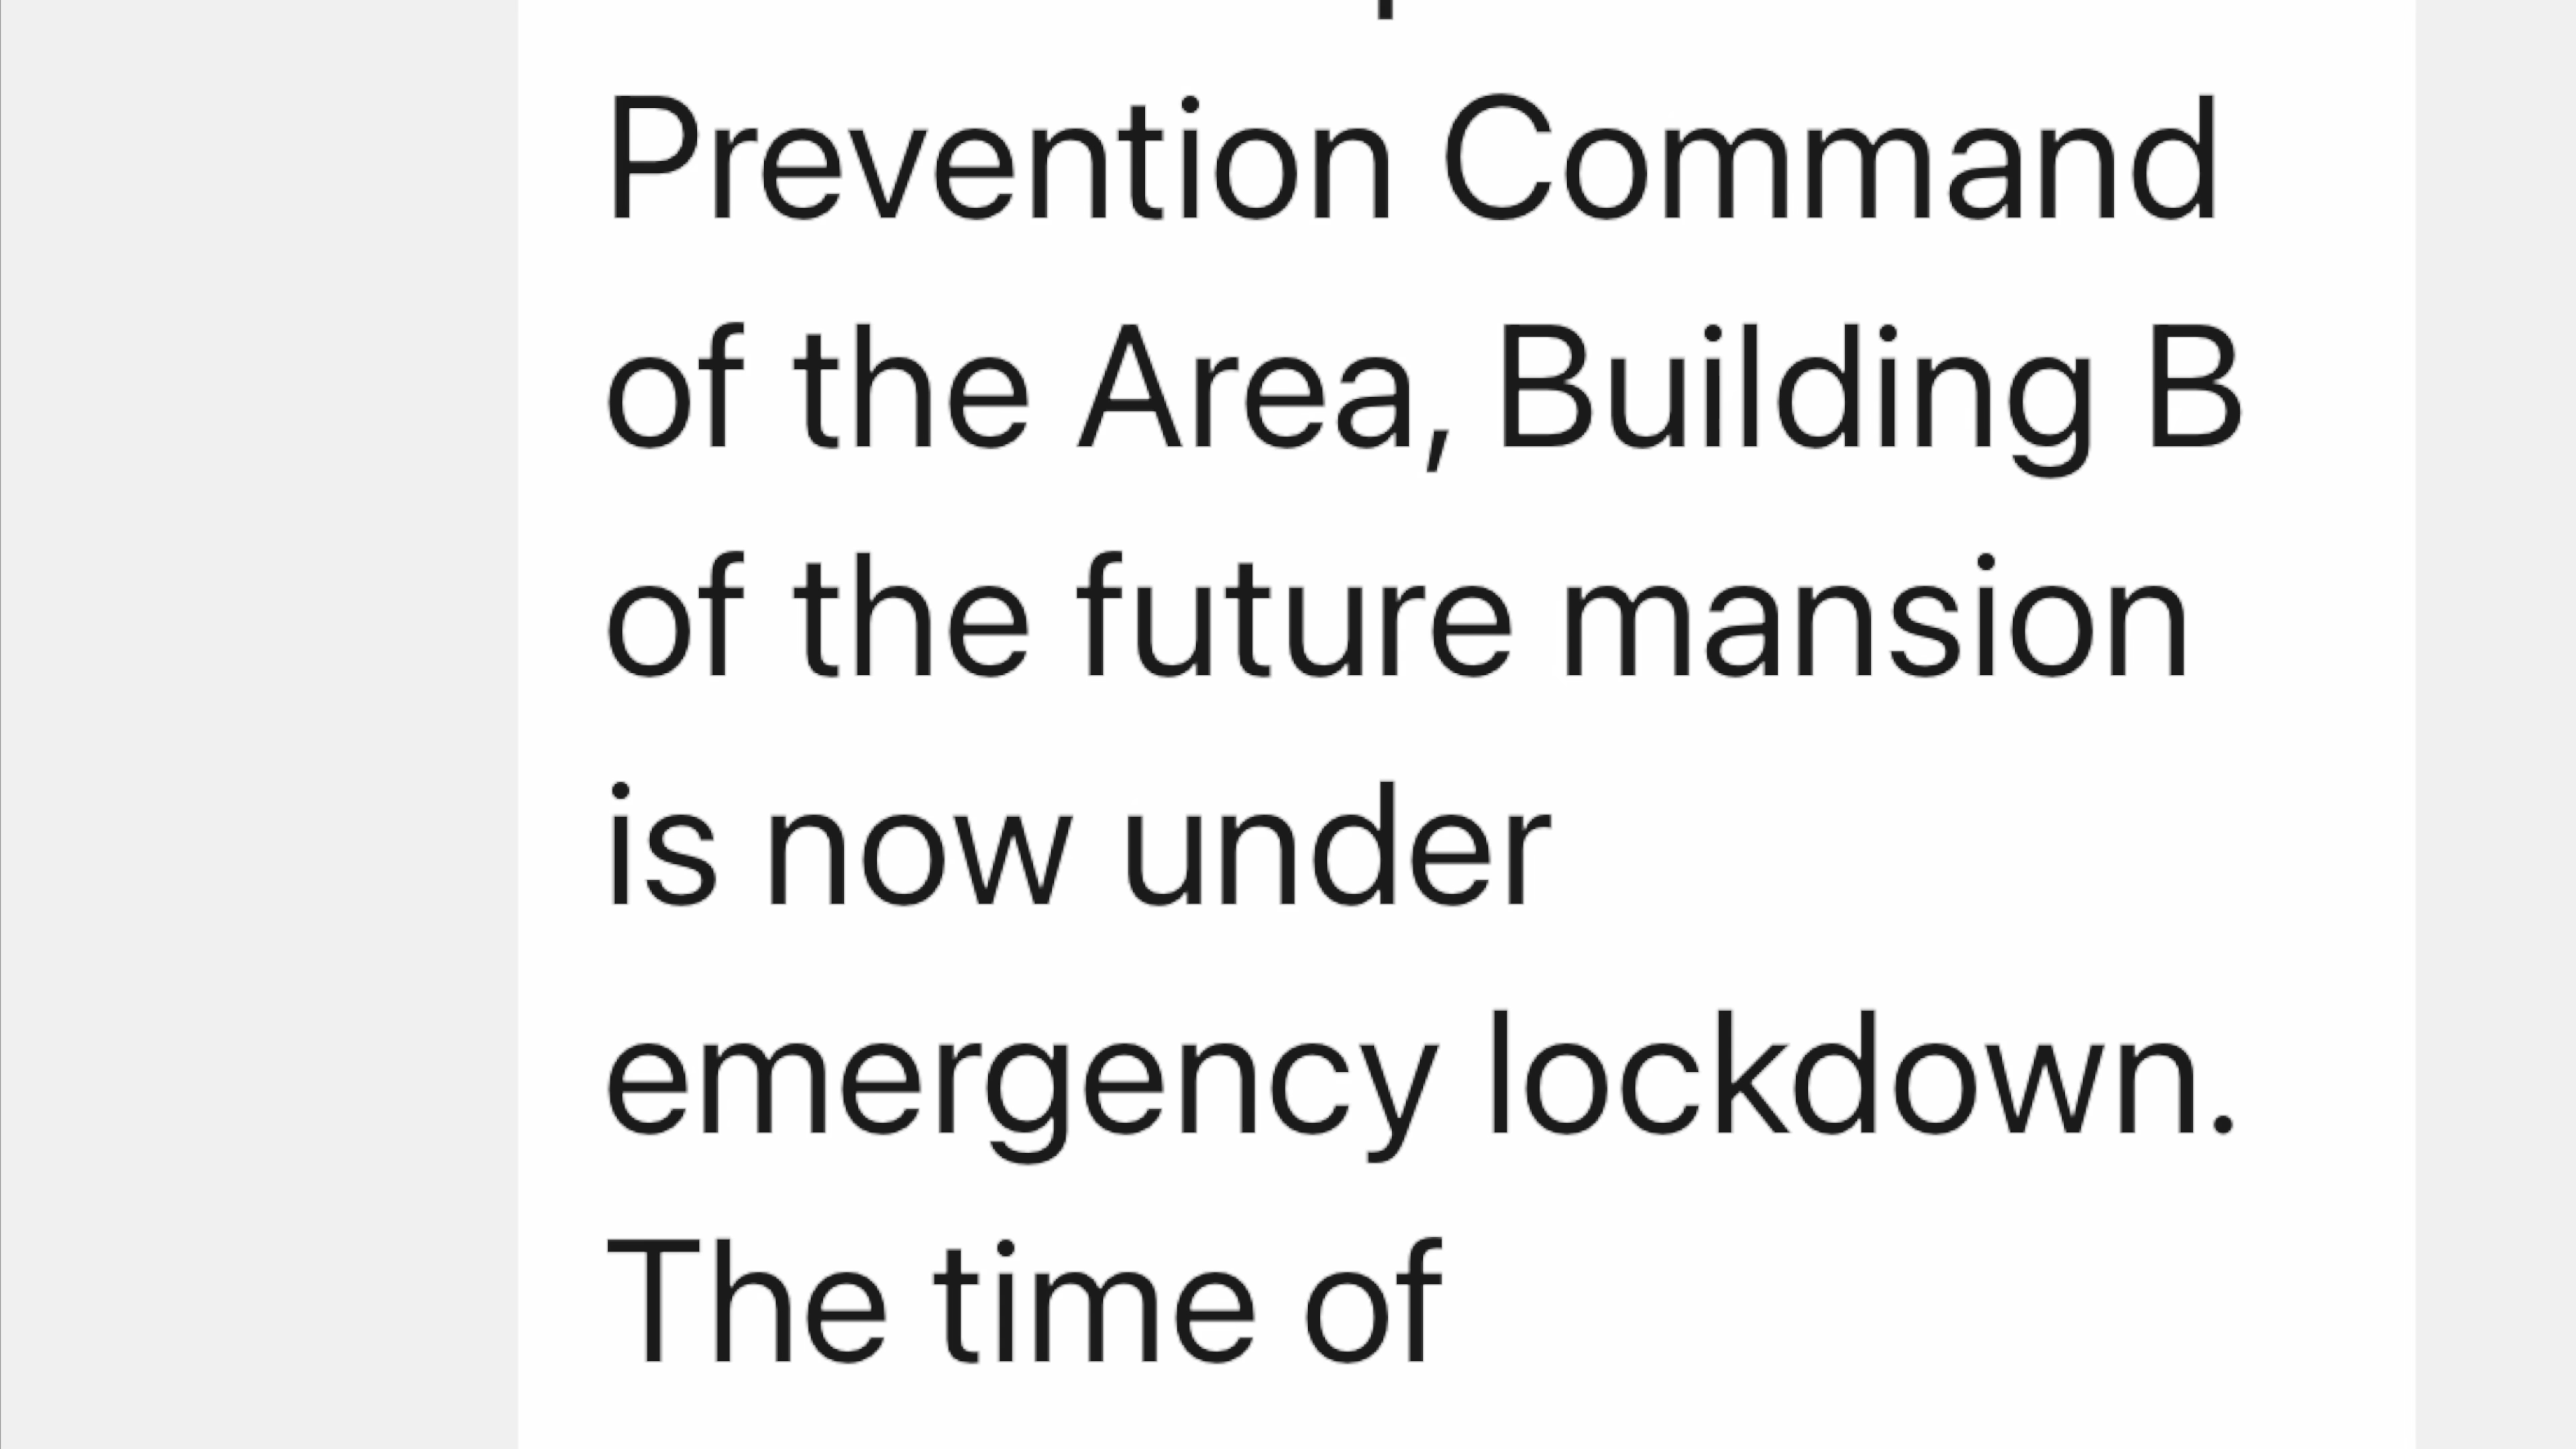 Prevention Command
of the Area, Building B
of the future mansion
is now under
emergency lockdown.
The time of